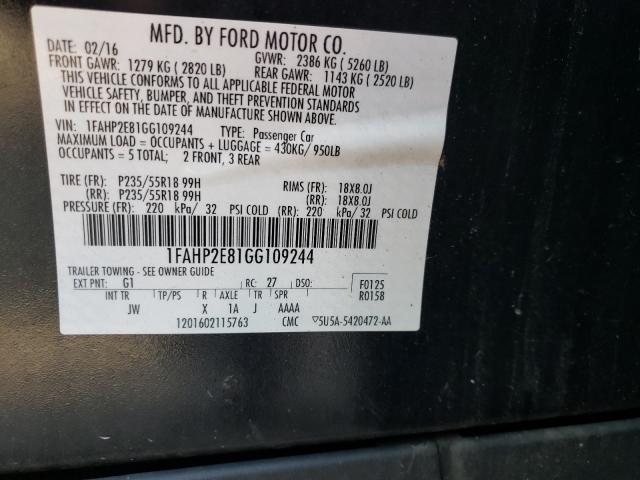 MFD. BY FORD MOTOR CO.
DATE: 02/16 GVWR: 2386 KG ( 5260 LB)
FRONT GAWR: 1279 KG ( 2820 LB) REAR GAWR: 1143 KG ( 2520 LB)
THIS VEHICLE CONFORMS TO ALL APPLICABLE FEDERAL MOTOR
VEHICLE SAFETY, BUMPER, AND THEFT PREVENTION STANDARDS
IN EFFECT ON THE DATE OF MANUFACTURE SHOWN ABOVE.
VIN: 1FAHP2E81GG109244 TYPE: Passenger Car
MAXIMUM LOAD = OCCUPANTS + LUGGAGE = 430KG/ 950LB
OCCUPANTS = 5 TOTAL; 2 FRONT, 3 REAR
TIRE (FR): P235/55R18 99H RIMS (FR): 18X8.0J
(RR): P235/55R18 99H (RR): 18X8.0J
PRESSURE (FR): 220 kPa/ 32 PSI COLD (RR): 220 kPa/ 32 PSI COLD
1FAHP2E81GG109244
TRAILER TOWING - SEE OWNER GUIDE
EXT PNT: G1 RC: 27 DSO: F0125
INT TR TP/PS R AXLE TR SPR R0158
JW X 1A J AAAA
1201602115763 CMC ▽5U5A-5420472-AA